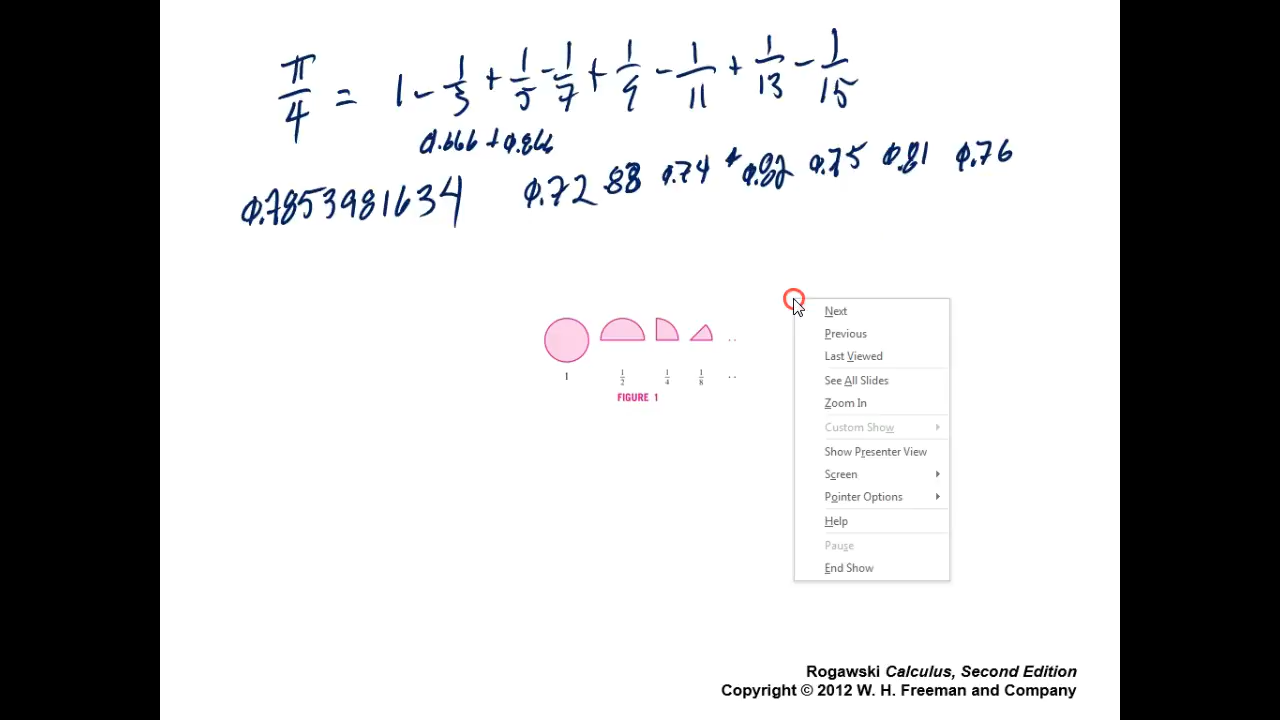 π/4 = 1 - 1/3 + 1/5 - 1/7 + 1/9 - 1/11 + 1/13 - 1/15
0.666 + 0.866
0.7853981634 0.72 .83 0.74 0.82 0.75 0.81 0.76
1 1/2 1/4 1/8 ..
FIGURE 1
Next
Previous
Last Viewed
See All Slides
Zoom In
Custom Show
Show Presenter View
Screen
Pointer Options
Help
Pause
End Show
Rogawski Calculus, Second Edition
Copyright © 2012 W. H. Freeman and Company